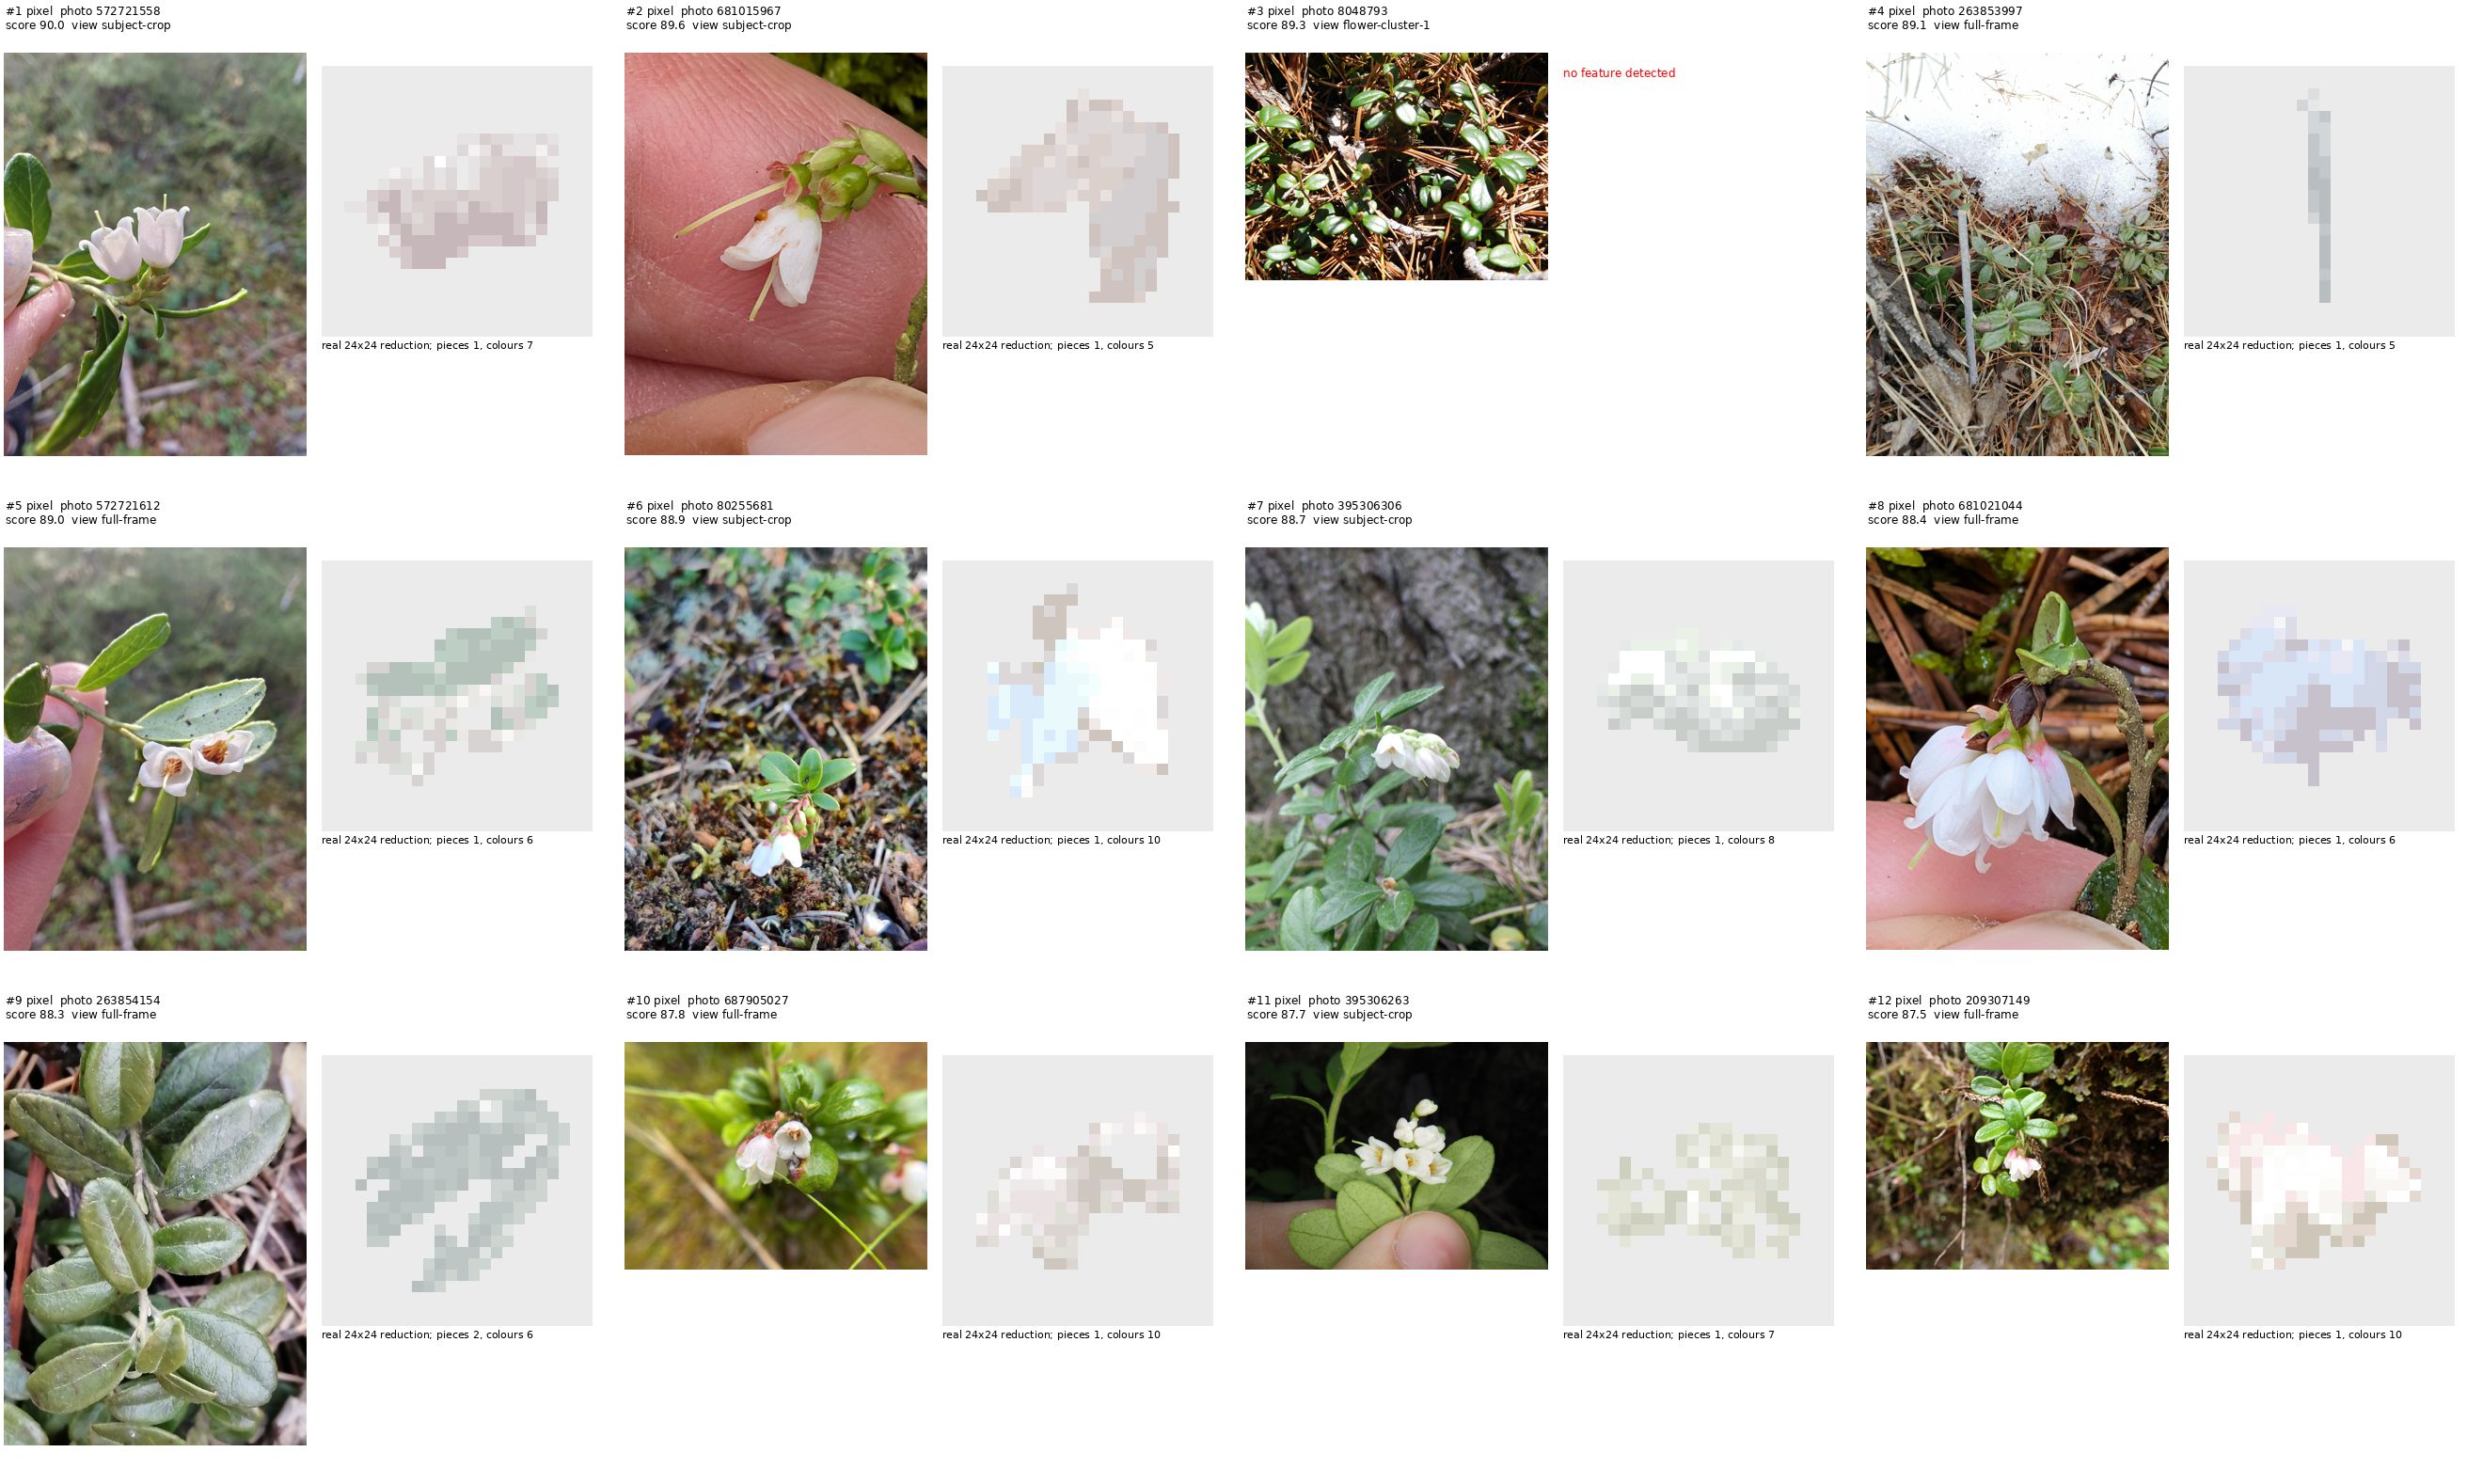 #1 pixel  photo 572721558
score 90.0  view subject-crop
real 24x24 reduction; pieces 1, colours 7
#2 pixel  photo 681015967
score 89.6  view subject-crop
real 24x24 reduction; pieces 1, colours 5
#3 pixel  photo 8048793
score 89.3  view flower-cluster-1
no feature detected
#4 pixel  photo 263853997
score 89.1  view full-frame
real 24x24 reduction; pieces 1, colours 5
#5 pixel  photo 572721612
score 89.0  view full-frame
real 24x24 reduction; pieces 1, colours 6
#6 pixel  photo 80255681
score 88.9  view subject-crop
real 24x24 reduction; pieces 1, colours 10
#7 pixel  photo 395306306
score 88.7  view subject-crop
real 24x24 reduction; pieces 1, colours 8
#8 pixel  photo 681021044
score 88.4  view full-frame
real 24x24 reduction; pieces 1, colours 6
#9 pixel  photo 263854154
score 88.3  view full-frame
real 24x24 reduction; pieces 2, colours 6
#10 pixel  photo 687905027
score 87.8  view full-frame
real 24x24 reduction; pieces 1, colours 10
#11 pixel  photo 395306263
score 87.7  view subject-crop
real 24x24 reduction; pieces 1, colours 7
#12 pixel  photo 209307149
score 87.5  view full-frame
real 24x24 reduction; pieces 1, colours 10